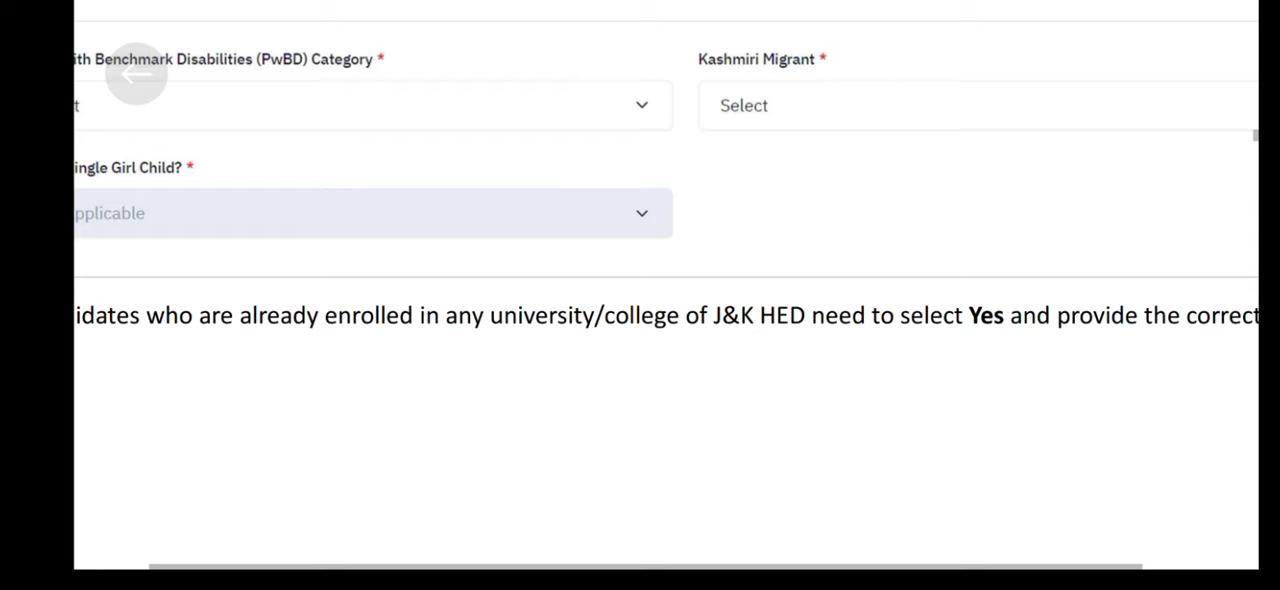 ith Benchmark Disabilities (PwBD) Category *
Kashmiri Migrant *
t
Select
ingle Girl Child? *
pplicable
idates who are already enrolled in any university/college of J&K HED need to select Yes and provide the correct